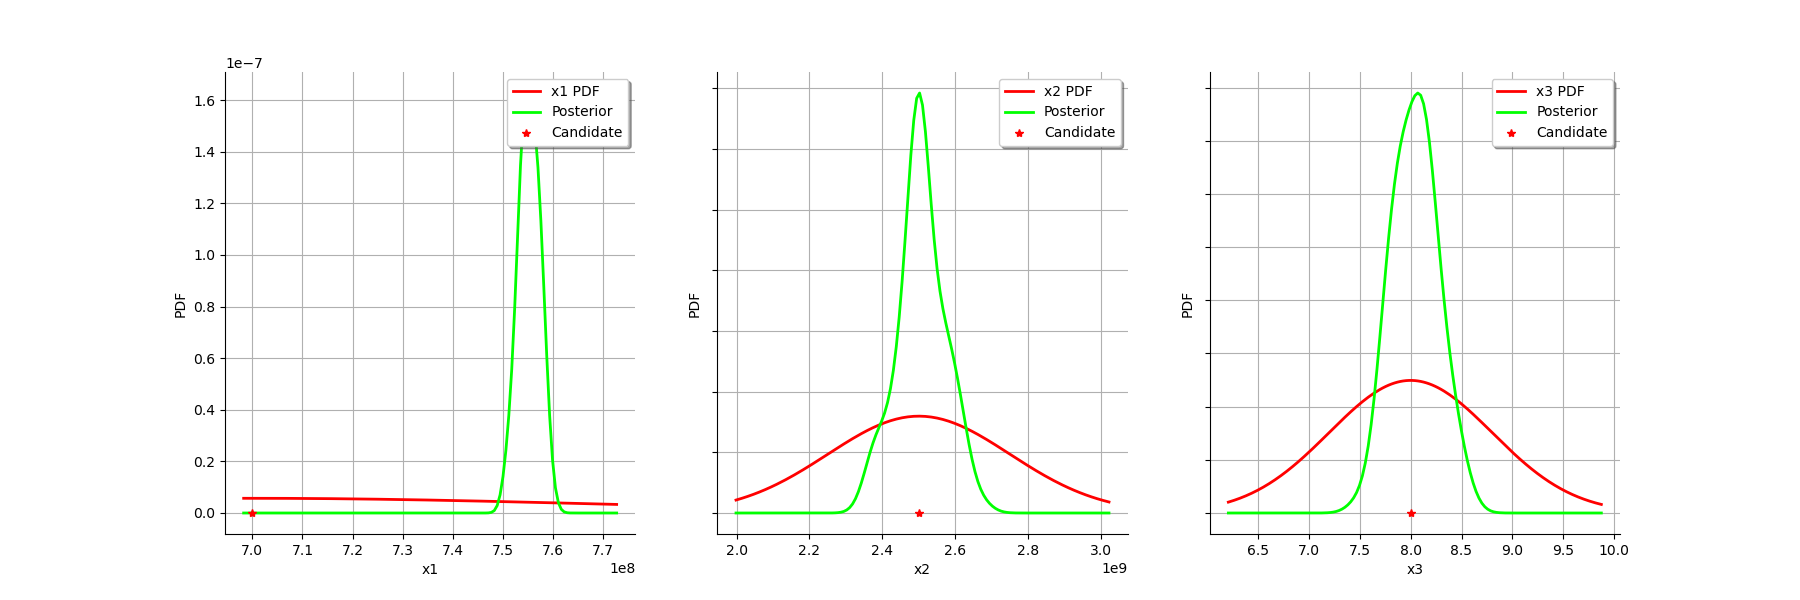 1e−7
x1 PDF
Posterior
Candidate
1.6
1.4
1.2
1.0
0.8
0.6
0.4
0.2
0.0
PDF
7.0 7.1 7.2 7.3 7.4 7.5 7.6 7.7
x1
1e8
x2 PDF
Posterior
Candidate
PDF
2.0 2.2 2.4 2.6 2.8 3.0
x2
1e9
x3 PDF
Posterior
Candidate
PDF
6.5 7.0 7.5 8.0 8.5 9.0 9.5 10.0
x3